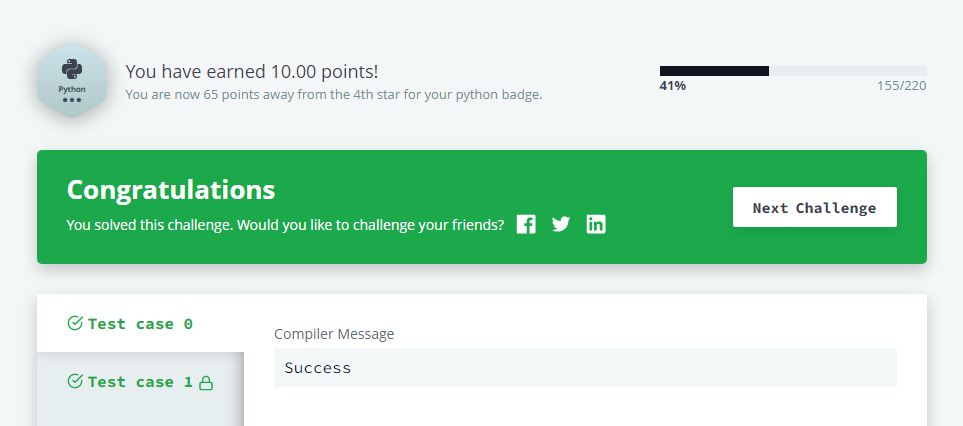 Python
You have earned 10.00 points!
You are now 65 points away from the 4th star for your python badge.
41%
155/220
Congratulations
You solved this challenge. Would you like to challenge your friends?
Next Challenge
Test case 0
Test case 1
Compiler Message
Success